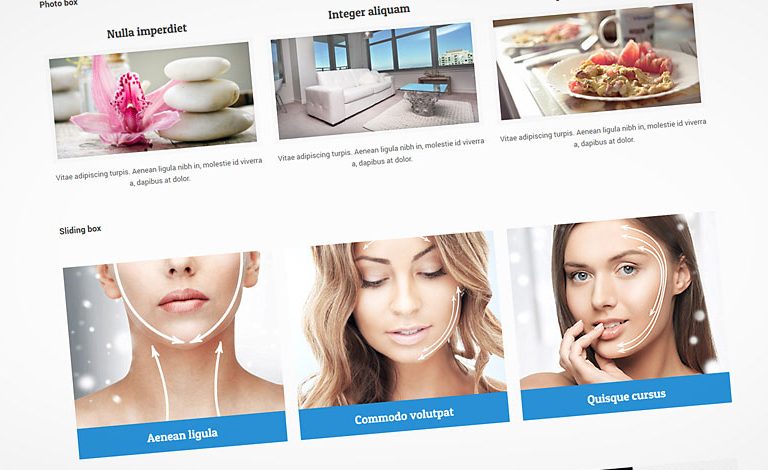 Photo box
Nulla imperdiet
Integer aliquam
Vitae adipiscing turpis. Aenean ligula nibh in, molestie id viverra
a, dapibus at dolor.
Vitae adipiscing turpis. Aenean ligula nibh in, molestie id viverra
a, dapibus at dolor.
Vitae adipiscing turpis. Aenean ligula nibh in, molestie id viverra
a, dapibus at dolor.
Sliding box
Aenean ligula
Commodo volutpat
Quisque cursus